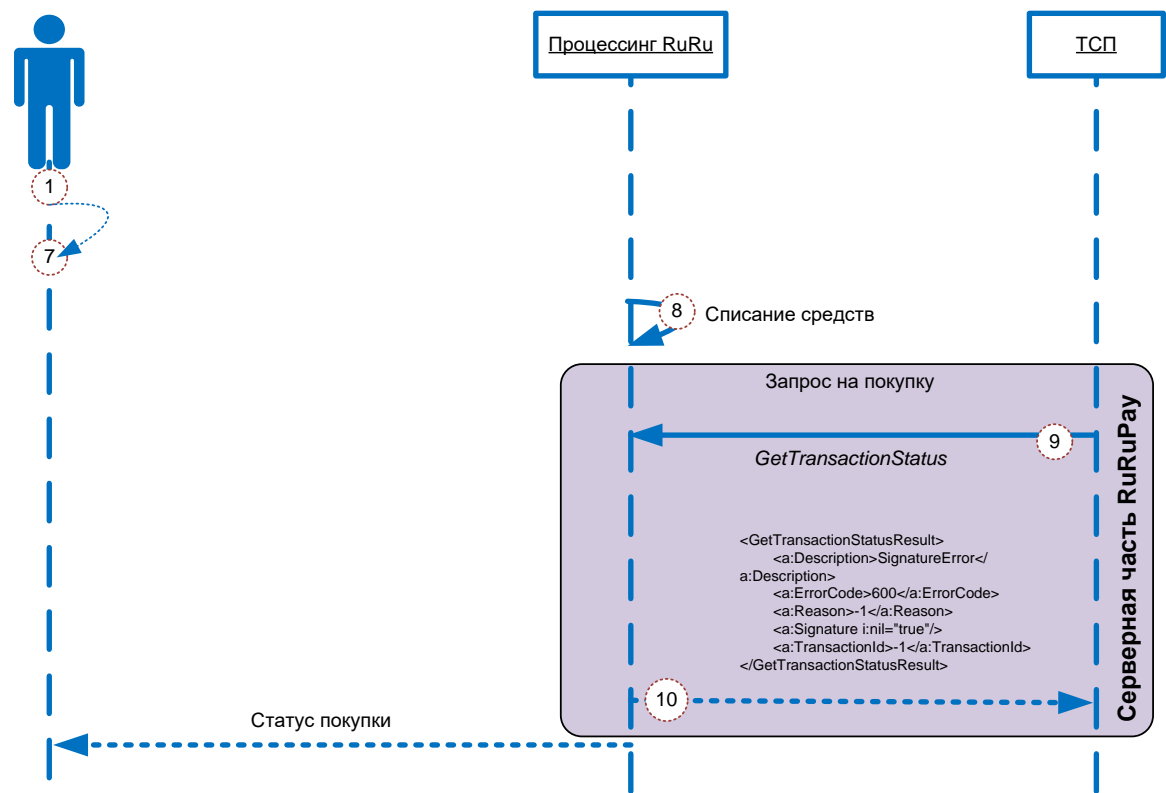 Процессинг RuRu
ТСП
1
7
8
Списание средств
Запрос на покупку
9
GetTransactionStatus
<GetTransactionStatusResult>
<a:Description>SignatureError</
a:Description>
<a:ErrorCode>600</a:ErrorCode>
<a:Reason>-1</a:Reason>
<a:Signature i:nil="true"/>
<a:TransactionId>-1</a:TransactionId>
</GetTransactionStatusResult>
10
Серверная часть RuRuPay
Статус покупки